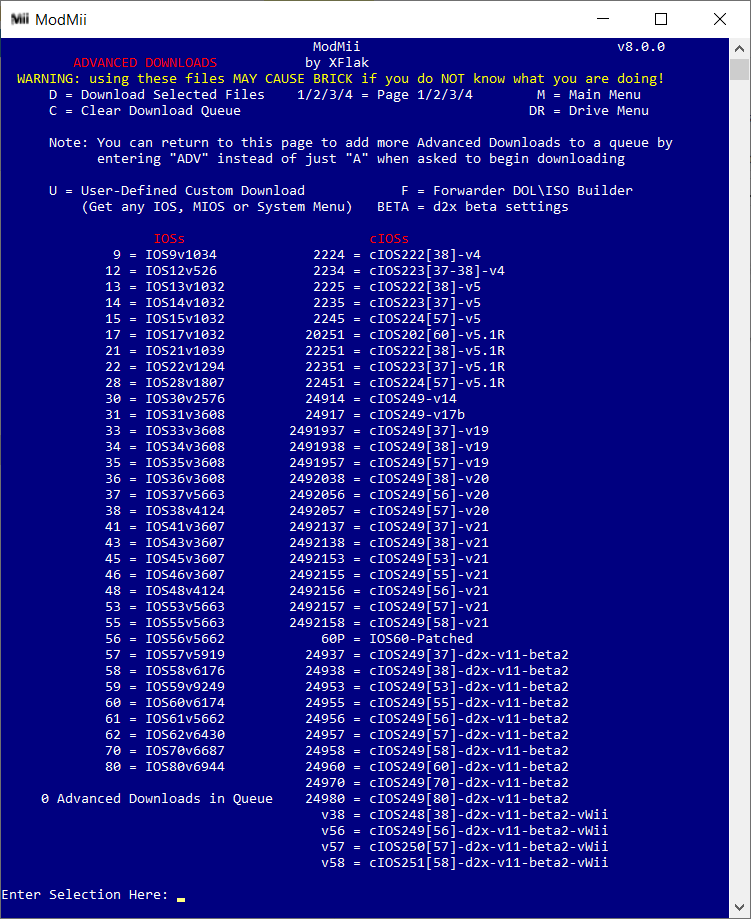 Mii ModMii
ModMii v8.0.0
ADVANCED DOWNLOADS by XFlak
WARNING: using these files MAY CAUSE BRICK if you do NOT know what you are doing!
D = Download Selected Files 1/2/3/4 = Page 1/2/3/4 M = Main Menu
C = Clear Download Queue DR = Drive Menu
Note: You can return to this page to add more Advanced Downloads to a queue by
entering "ADV" instead of just "A" when asked to begin downloading
U = User-Defined Custom Download F = Forwarder DOL\ISO Builder
(Get any IOS, MIOS or System Menu) BETA = d2x beta settings
IOSs cIOSs
9 = IOS9v1034 2224 = cIOS222[38]-v4
12 = IOS12v526 2234 = cIOS223[37-38]-v4
13 = IOS13v1032 2225 = cIOS222[38]-v5
14 = IOS14v1032 2235 = cIOS223[37]-v5
15 = IOS15v1032 2245 = cIOS224[57]-v5
17 = IOS17v1032 20251 = cIOS202[60]-v5.1R
21 = IOS21v1039 22251 = cIOS222[38]-v5.1R
22 = IOS22v1294 22351 = cIOS223[37]-v5.1R
28 = IOS28v1807 22451 = cIOS224[57]-v5.1R
30 = IOS30v2576 24914 = cIOS249-v14
31 = IOS31v3608 24917 = cIOS249-v17b
33 = IOS33v3608 2491937 = cIOS249[37]-v19
34 = IOS34v3608 2491938 = cIOS249[38]-v19
35 = IOS35v3608 2491957 = cIOS249[57]-v19
36 = IOS36v3608 2492038 = cIOS249[38]-v20
37 = IOS37v5663 2492056 = cIOS249[56]-v20
38 = IOS38v4124 2492057 = cIOS249[57]-v20
41 = IOS41v3607 2492137 = cIOS249[37]-v21
43 = IOS43v3607 2492138 = cIOS249[38]-v21
45 = IOS45v3607 2492153 = cIOS249[53]-v21
46 = IOS46v3607 2492155 = cIOS249[55]-v21
48 = IOS48v4124 2492156 = cIOS249[56]-v21
53 = IOS53v5663 2492157 = cIOS249[57]-v21
55 = IOS55v5663 2492158 = cIOS249[58]-v21
56 = IOS56v5662 60P = IOS60-Patched
57 = IOS57v5919 24937 = cIOS249[37]-d2x-v11-beta2
58 = IOS58v6176 24938 = cIOS249[38]-d2x-v11-beta2
59 = IOS59v9249 24953 = cIOS249[53]-d2x-v11-beta2
60 = IOS60v6174 24955 = cIOS249[55]-d2x-v11-beta2
61 = IOS61v5662 24956 = cIOS249[56]-d2x-v11-beta2
62 = IOS62v6430 24957 = cIOS249[57]-d2x-v11-beta2
70 = IOS70v6687 24958 = cIOS249[58]-d2x-v11-beta2
80 = IOS80v6944 24960 = cIOS249[60]-d2x-v11-beta2
24970 = cIOS249[70]-d2x-v11-beta2
0 Advanced Downloads in Queue 24980 = cIOS249[80]-d2x-v11-beta2
v38 = cIOS248[38]-d2x-v11-beta2-vWii
v56 = cIOS249[56]-d2x-v11-beta2-vWii
v57 = cIOS250[57]-d2x-v11-beta2-vWii
v58 = cIOS251[58]-d2x-v11-beta2-vWii
Enter Selection Here: